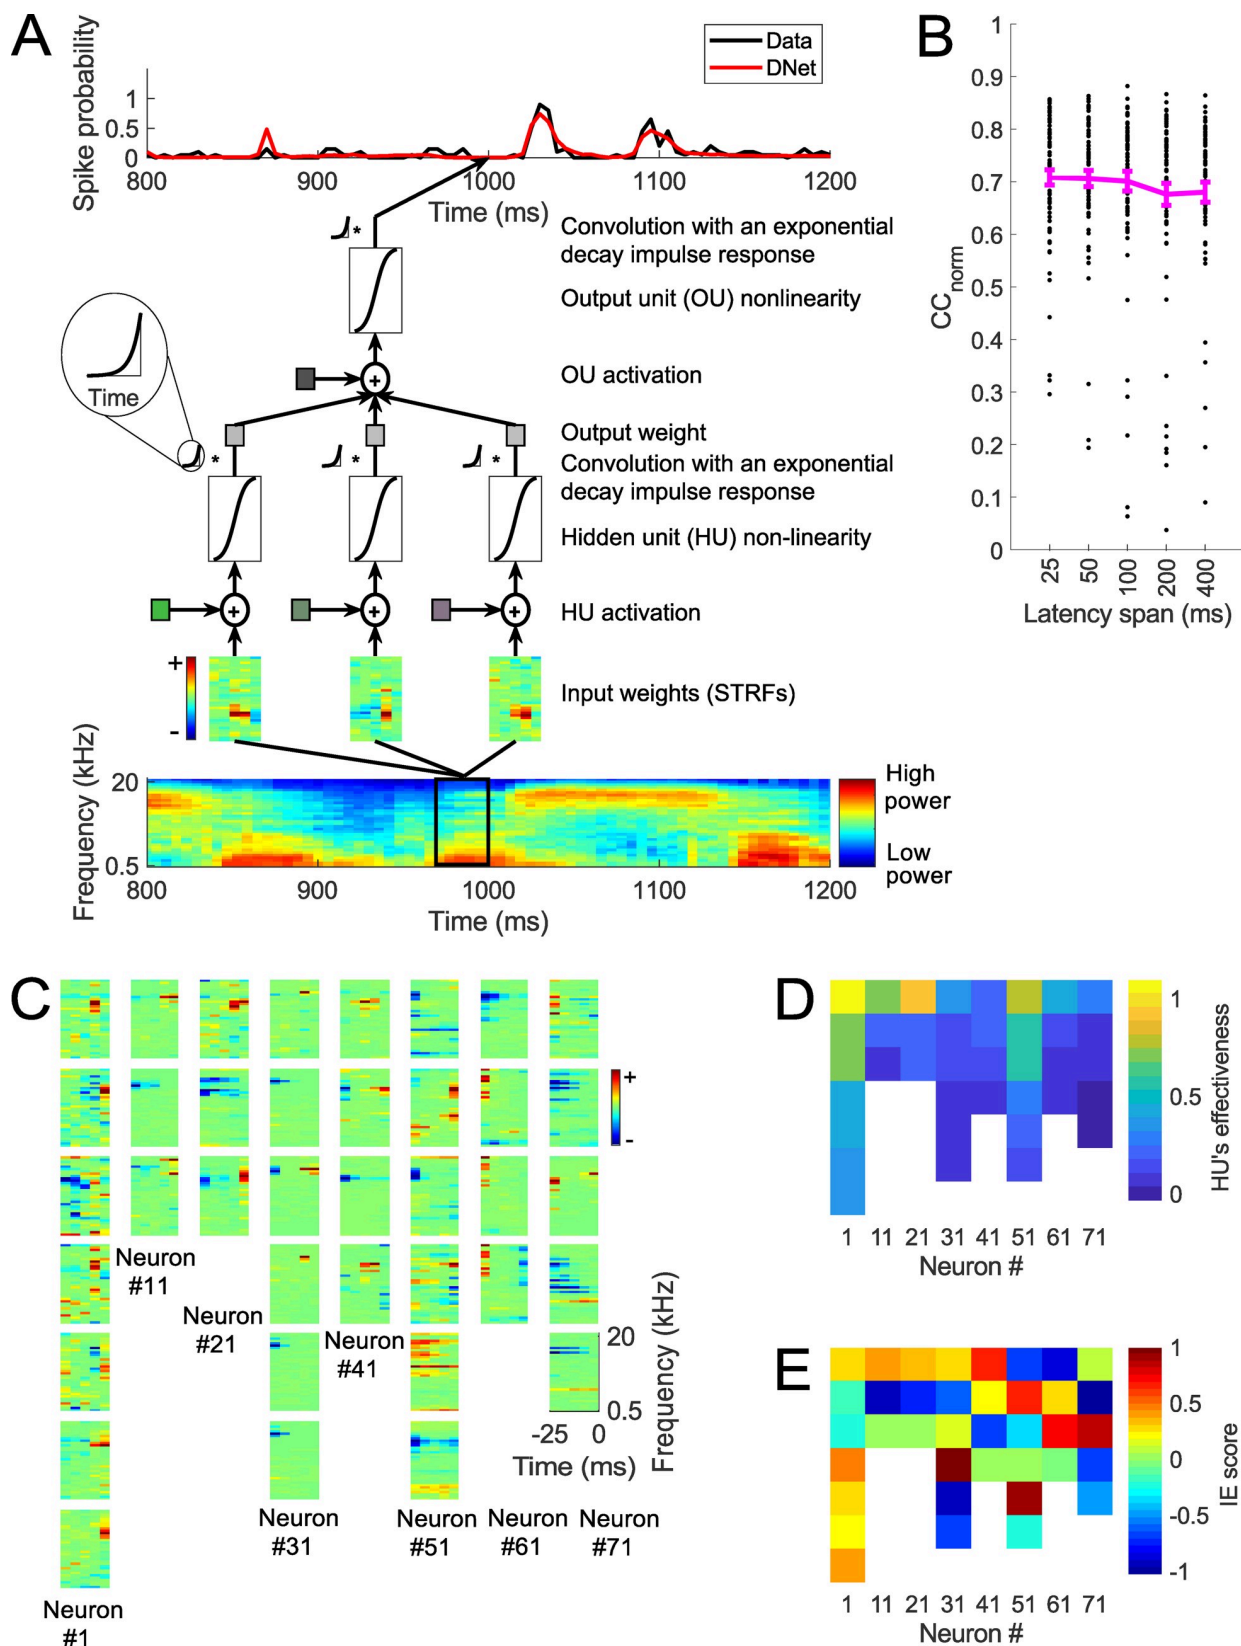 A
Spike probability
1
0.5
0
Data
DNet
800 900 1000 1100 1200
Time (ms)
Convolution with an exponential
decay impulse response
*
Output unit (OU) nonlinearity
Time
OU activation
+
Output weight
Convolution with an exponential
decay impulse response
* * *
Hidden unit (HU) non-linearity
HU activation
+ + +
+
-
Input weights (STRFs)
Frequency (kHz)
20
0.5
800 900 1000 1100 1200
Time (ms)
High
power
Low
power
B
CCnorm
1
0.9
0.8
0.7
0.6
0.5
0.4
0.3
0.2
0.1
0
25 50 100 200 400
Latency span (ms)
C
+
-
Neuron
#11
Neuron
#21
Neuron
#41
20
0.5
Frequency (kHz)
-25 0
Time (ms)
Neuron
#31
Neuron
#51
Neuron
#61
Neuron
#71
Neuron
#1
D
1
0.5
0
HU's effectiveness
1 11 21 31 41 51 61 71
Neuron #
E
1
0.5
0
-0.5
-1
IE score
1 11 21 31 41 51 61 71
Neuron #